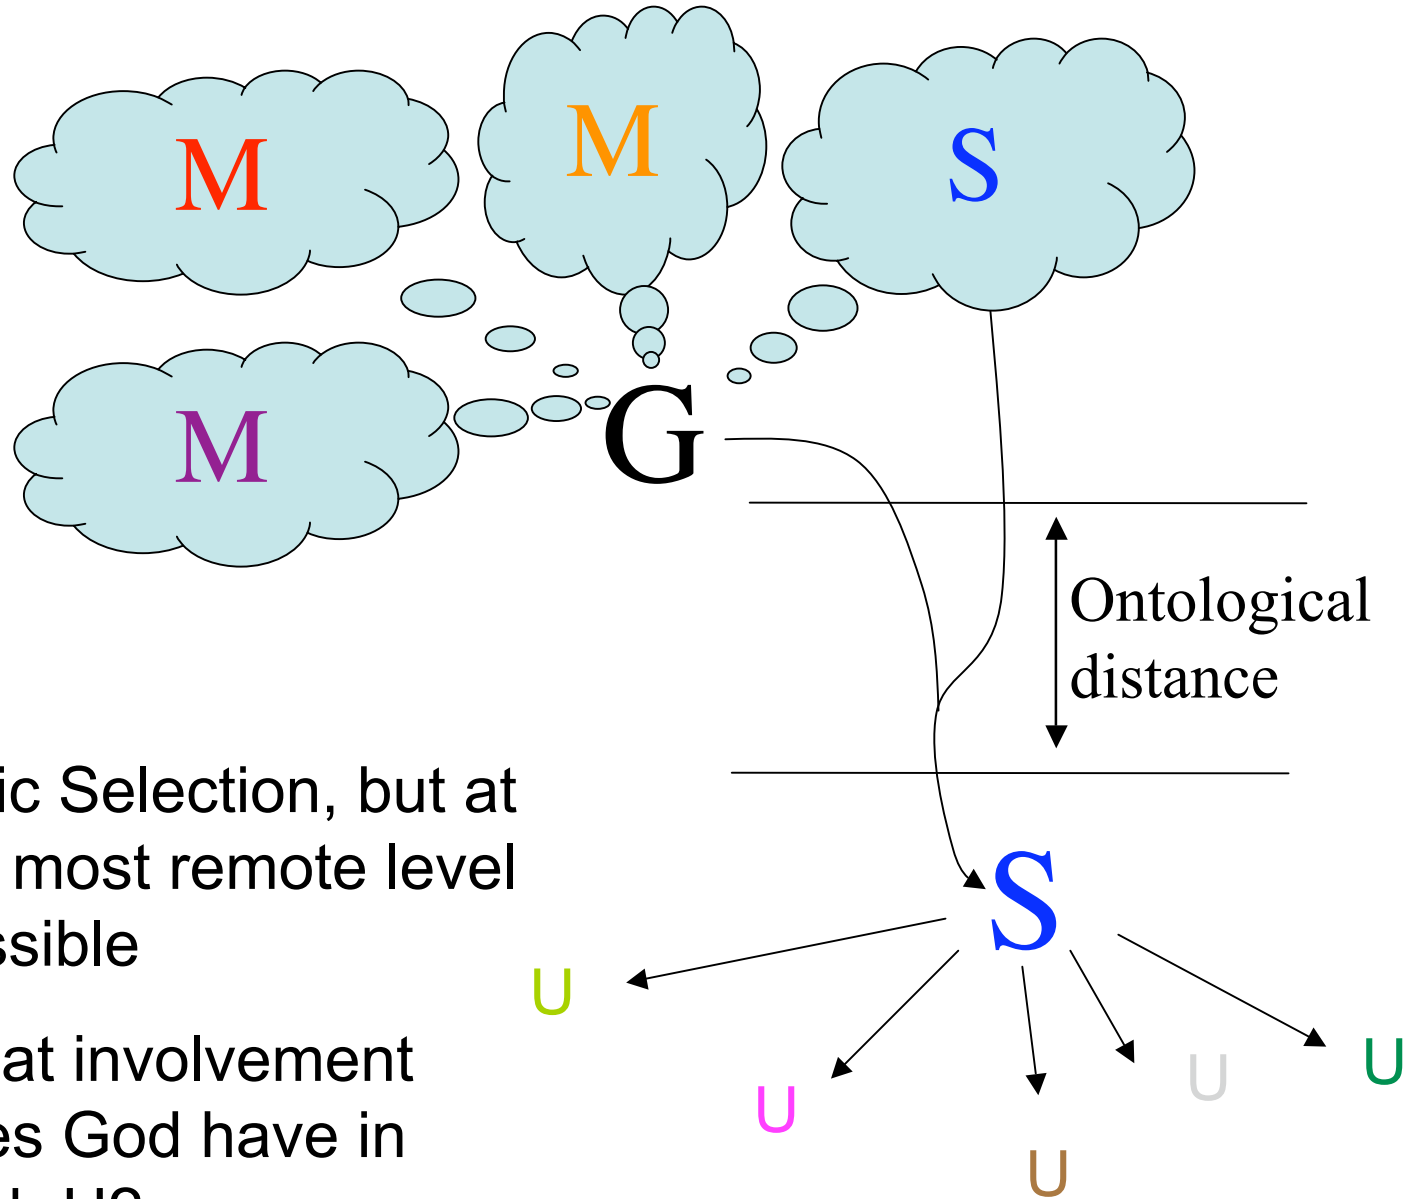 M
M
S
M
G
Ontological
distance
ic Selection, but at
most remote level
ssible
S
at involvement
es God have in
U
U
U
U
U
U?